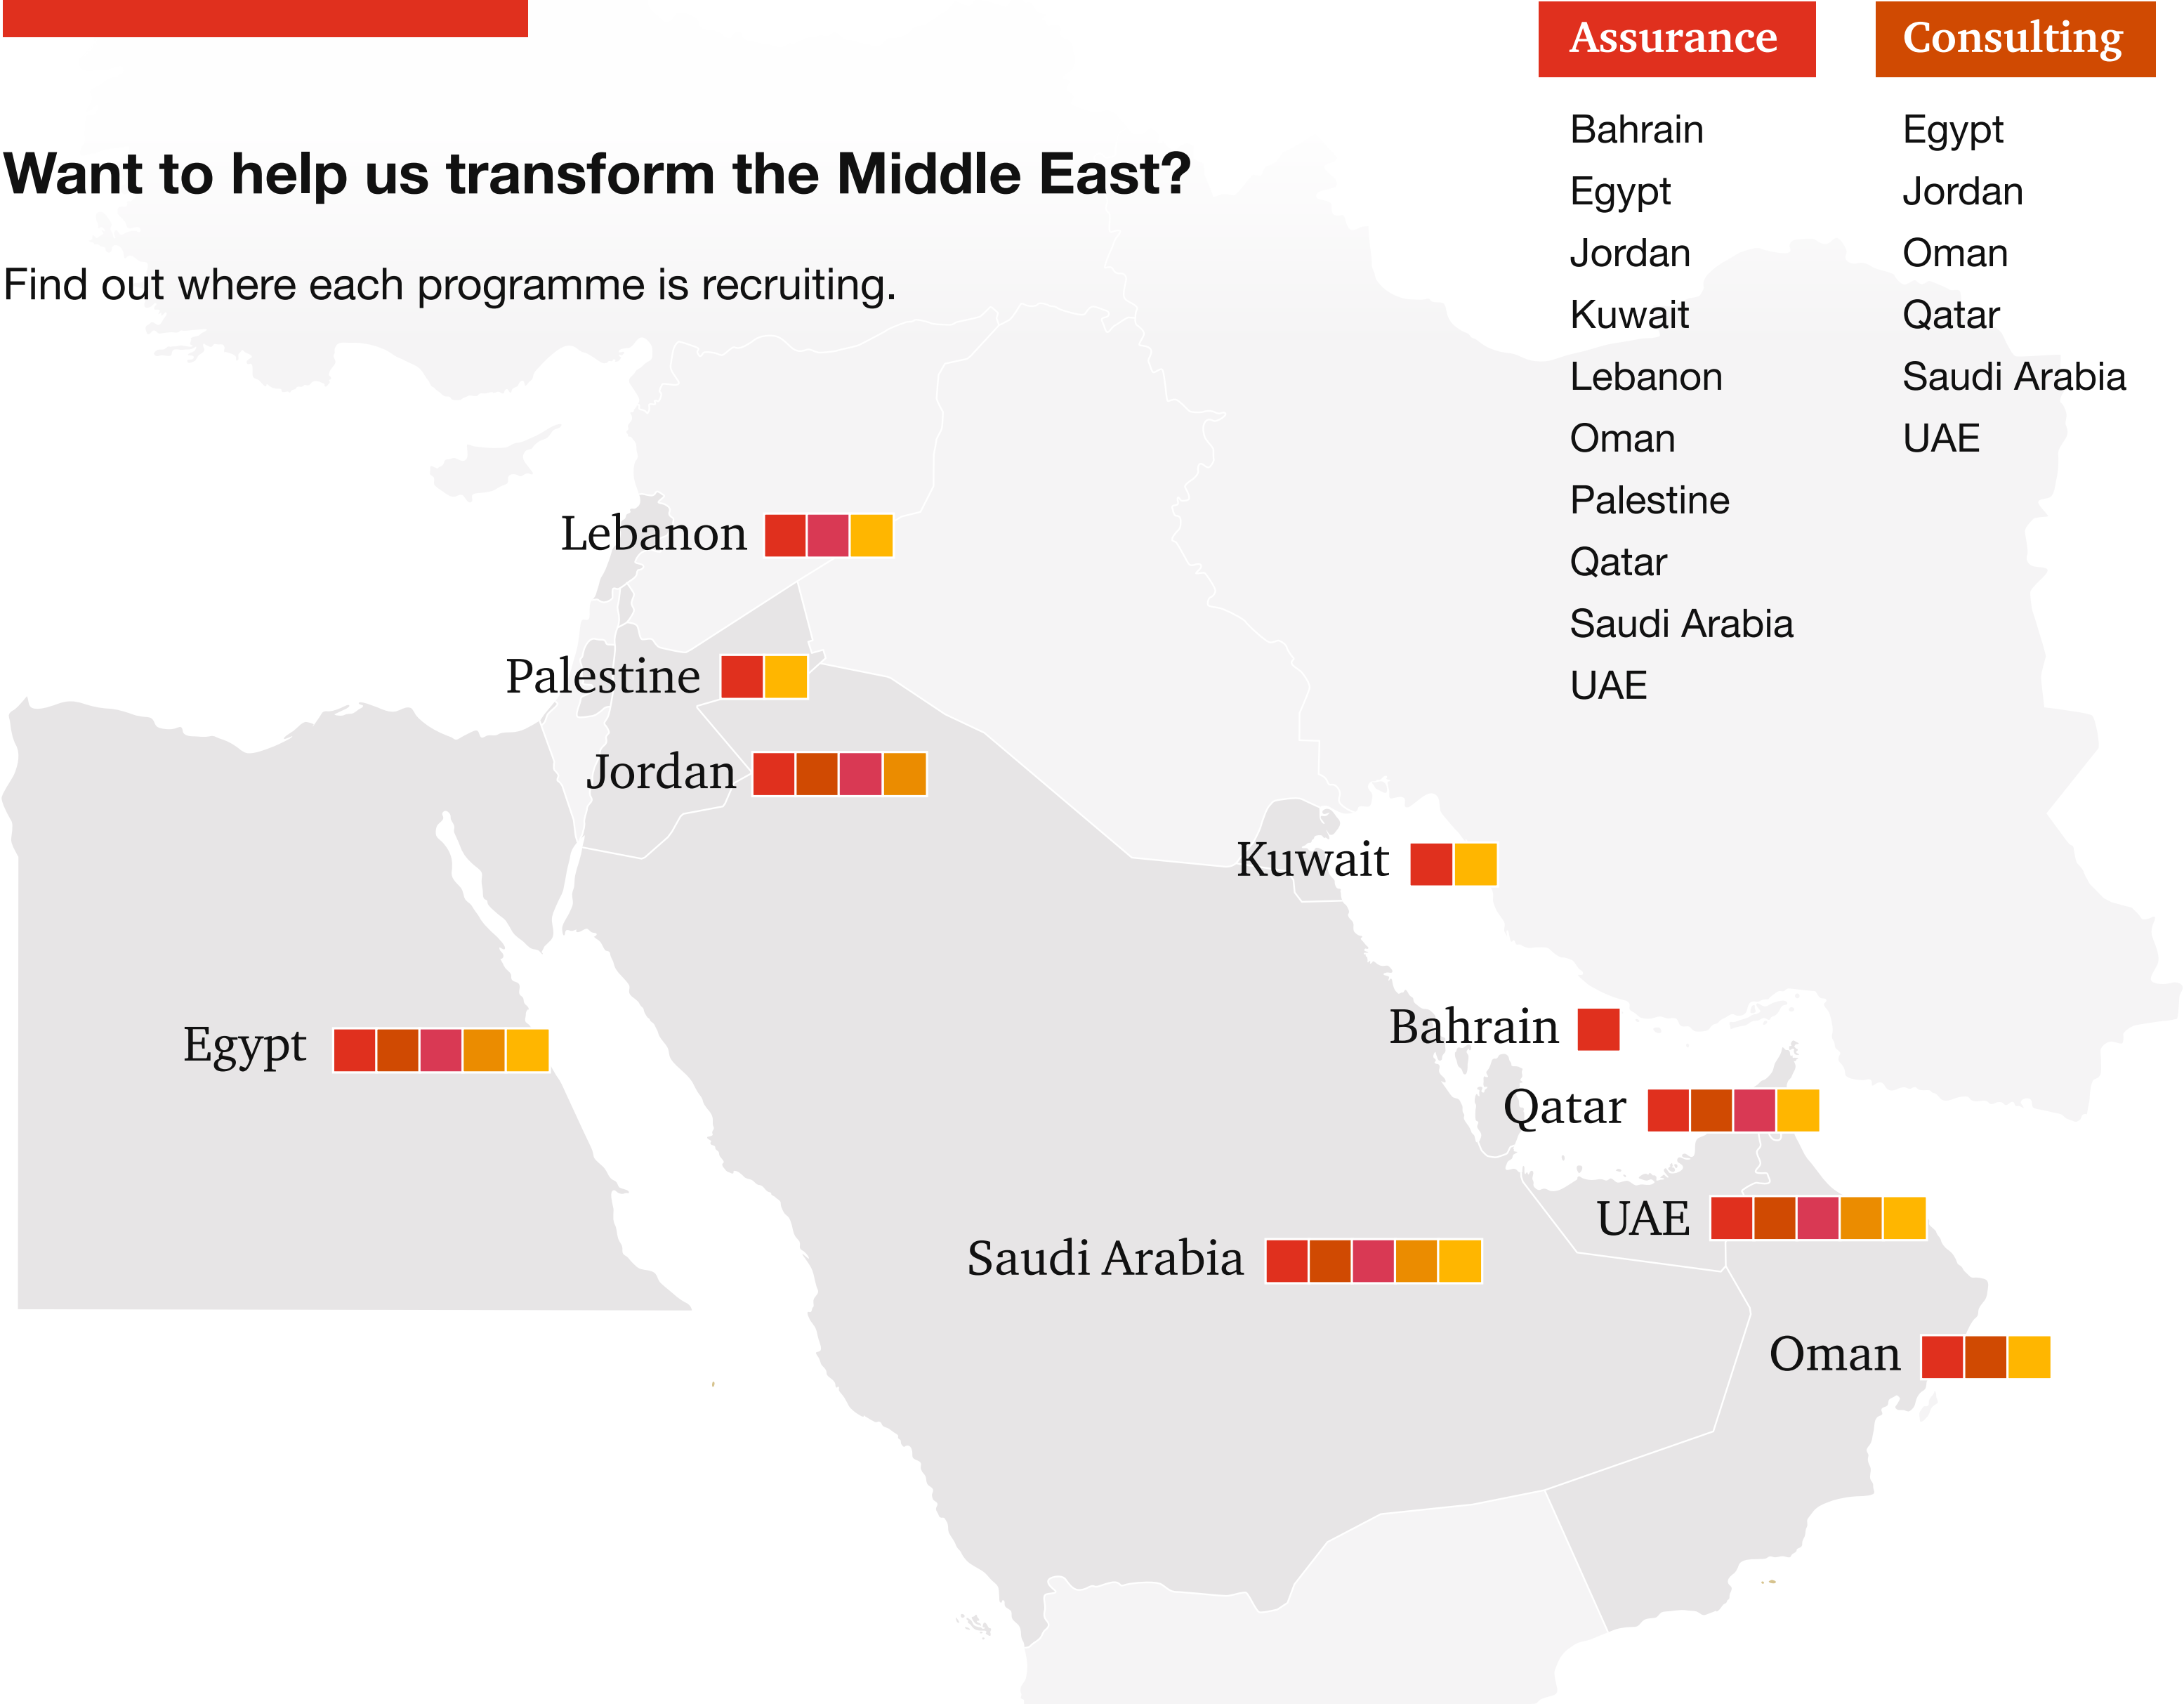 Want to help us transform the Middle East?
Find out where each programme is recruiting.
Assurance
Bahrain
Egypt
Jordan
Kuwait
Lebanon
Oman
Palestine
Qatar
Saudi Arabia
UAE
Consulting
Egypt
Jordan
Oman
Qatar
Saudi Arabia
UAE
Lebanon
Palestine
Jordan
Kuwait
Bahrain
Egypt
Qatar
UAE
Saudi Arabia
Oman